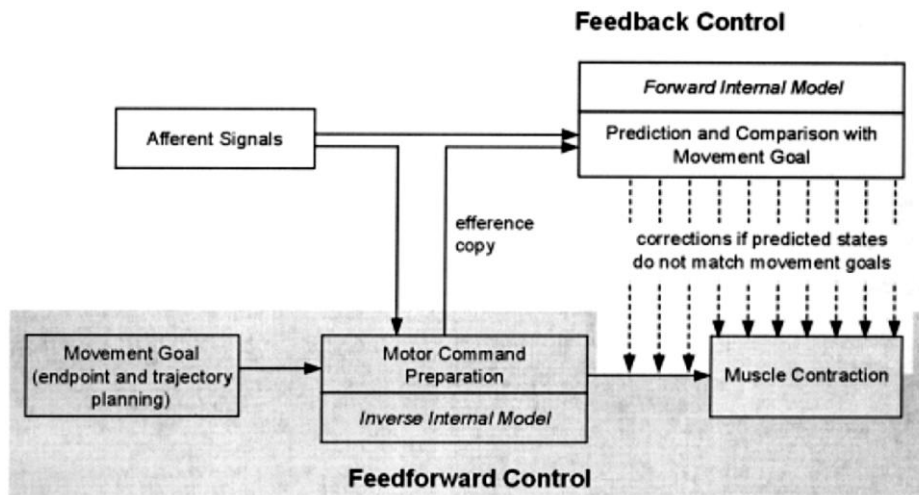 Feedback Control
Forward Internal Model
Prediction and Comparison with
Movement Goal
Afferent Signals
efference
copy
corrections if predicted states
do not match movement goals
Movement Goal
(endpoint and trajectory
planning)
Motor Command
Preparation
Inverse Internal Model
Muscle Contraction
Feedforward Control